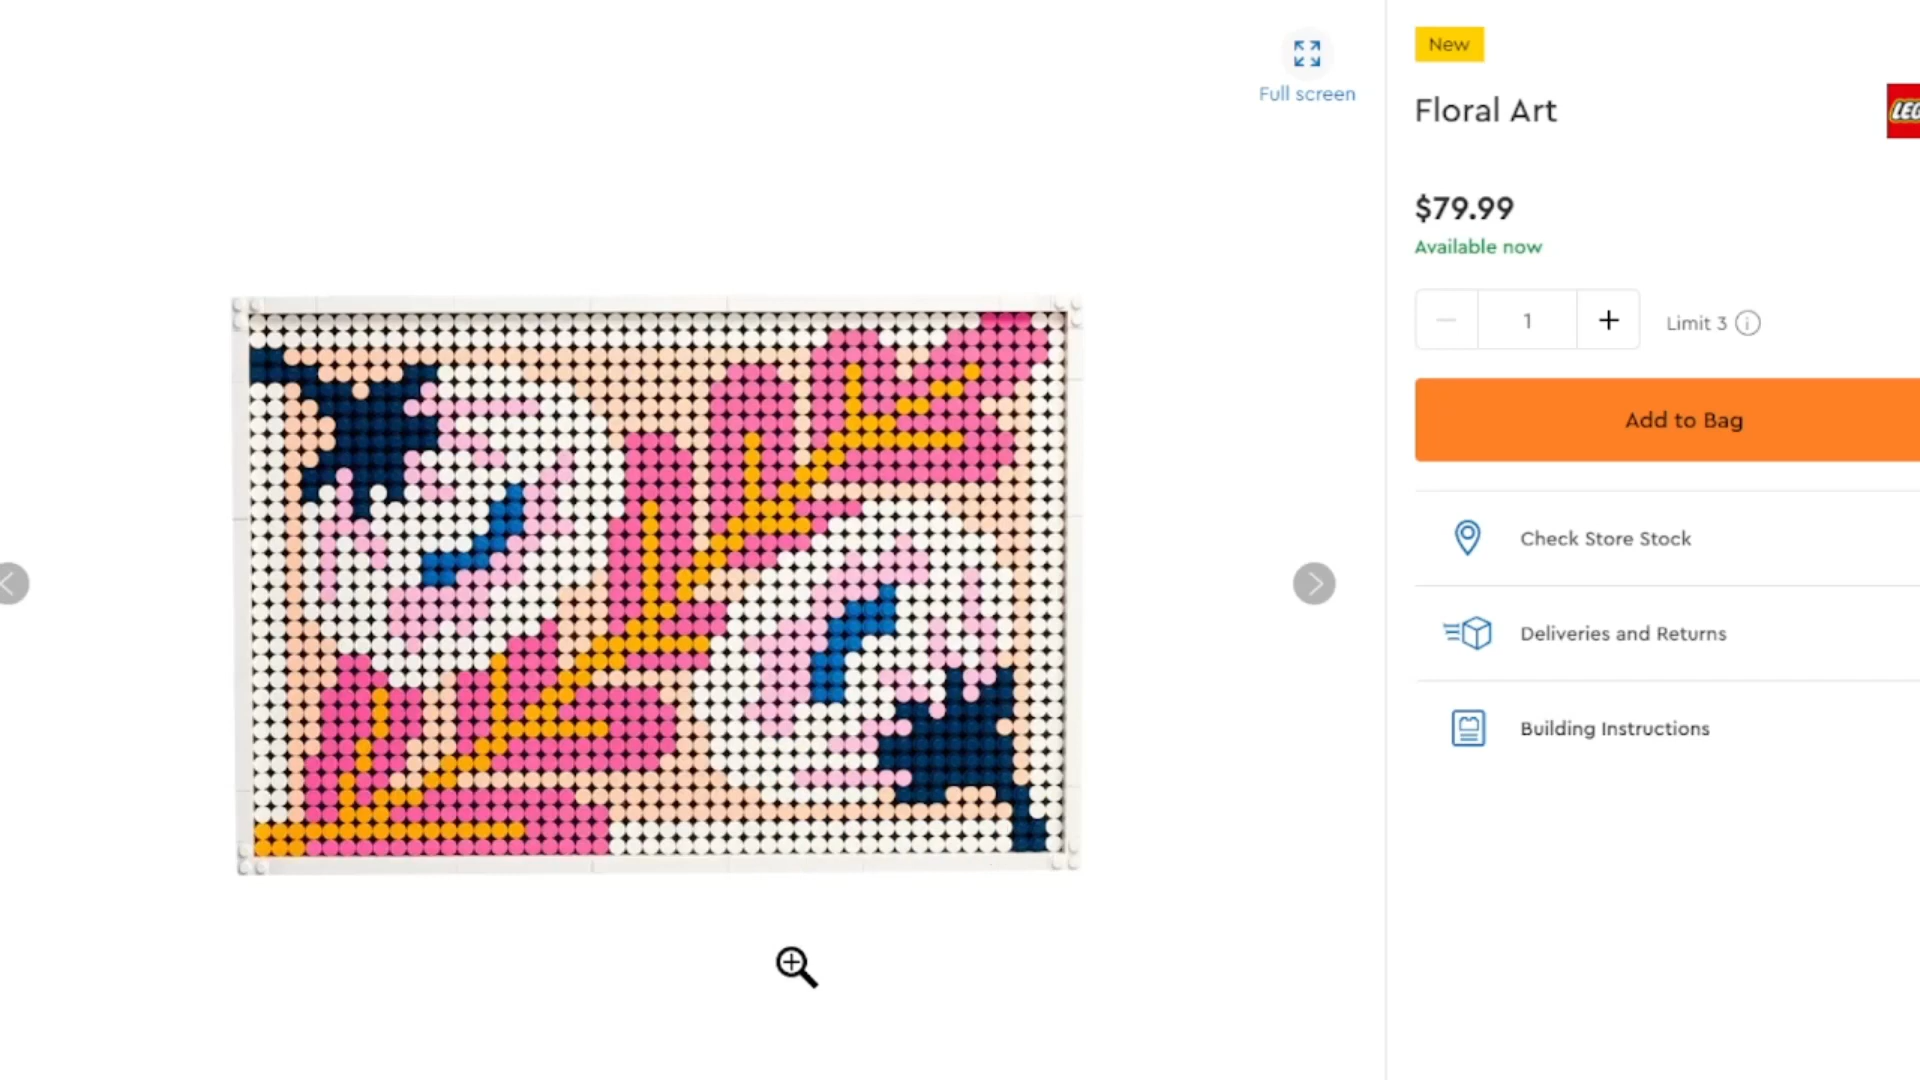 Full screen
New
Floral Art
$79.99
Available now
1
Limit 3
Add to Bag
Check Store Stock
Deliveries and Returns
Building Instructions